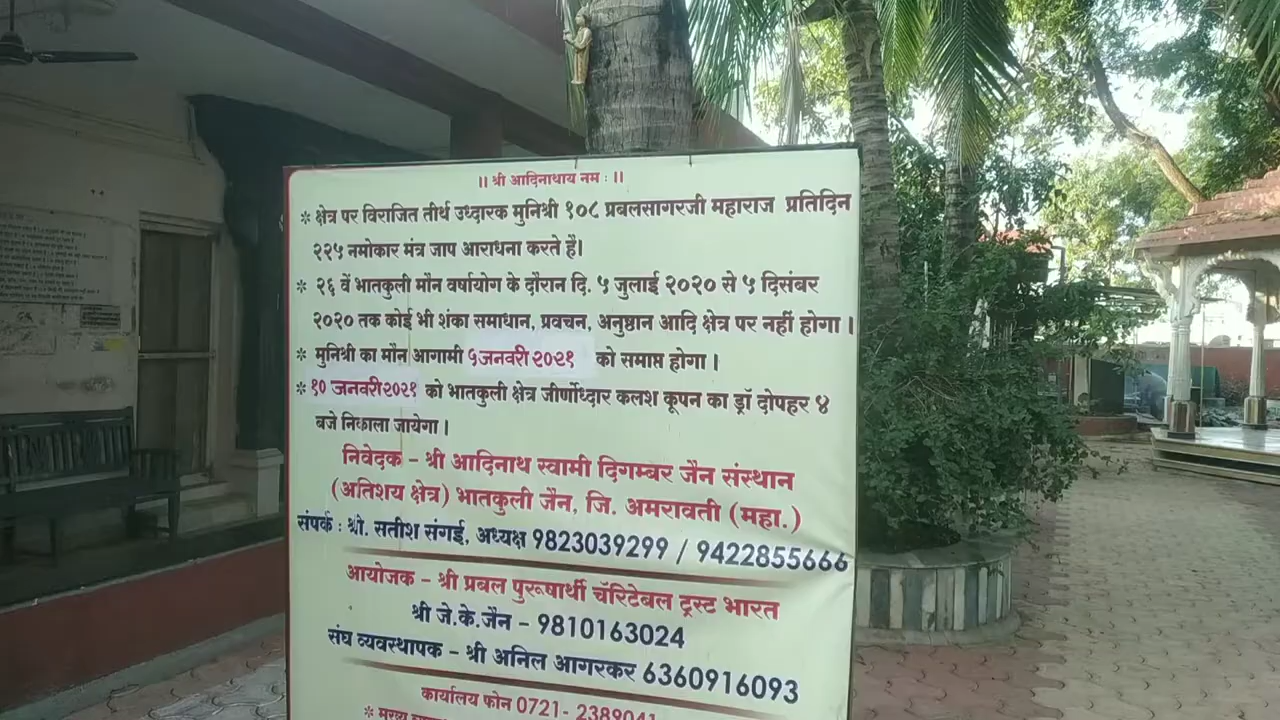 ॥ श्री आदिनाथाय नम : ॥
* क्षेत्र पर विराजित तीर्थ उध्दारक मुनिश्री १०८ प्रबलसागरजी महाराज प्रतिदिन
२२५ नमोकार मंत्र जाप आराधना करते है।
* २६ वें भातकुली मौन वर्षायोग के दौरान दि. ५ जुलाई २०२० से ५ दिसंबर
२०२० तक कोई भी शंका समाधान, प्रवचन, अनुष्ठान आदि क्षेत्र पर नहीं होगा ।
* मुनिश्री का मौन आगामी ५जनवरी २०२१ को समाप्त होगा ।
* १० जनवरी२०२१ को भातकुली क्षेत्र जीर्णोध्दार कलश कूपन का ड्रॉ दोपहर ४
बजे निकाला जायेगा ।
निवेदक - श्री आदिनाथ स्वामी दिगम्बर जैन संस्थान
(अतिशय क्षेत्र) भातकुली जैन, जि. अमरावती (महा.)
संपर्क : श्री. सतीश संगई, अध्यक्ष 9823039299 / 9422855666
आयोजक - श्री प्रबल पुरूषार्थी चॅरिटेबल ट्रस्ट भारत
श्री जे.के.जैन - 9810163024
संघ व्यवस्थापक - श्री अनिल आगरकर 6360916093
कार्यालय फोन 0721- 2389041